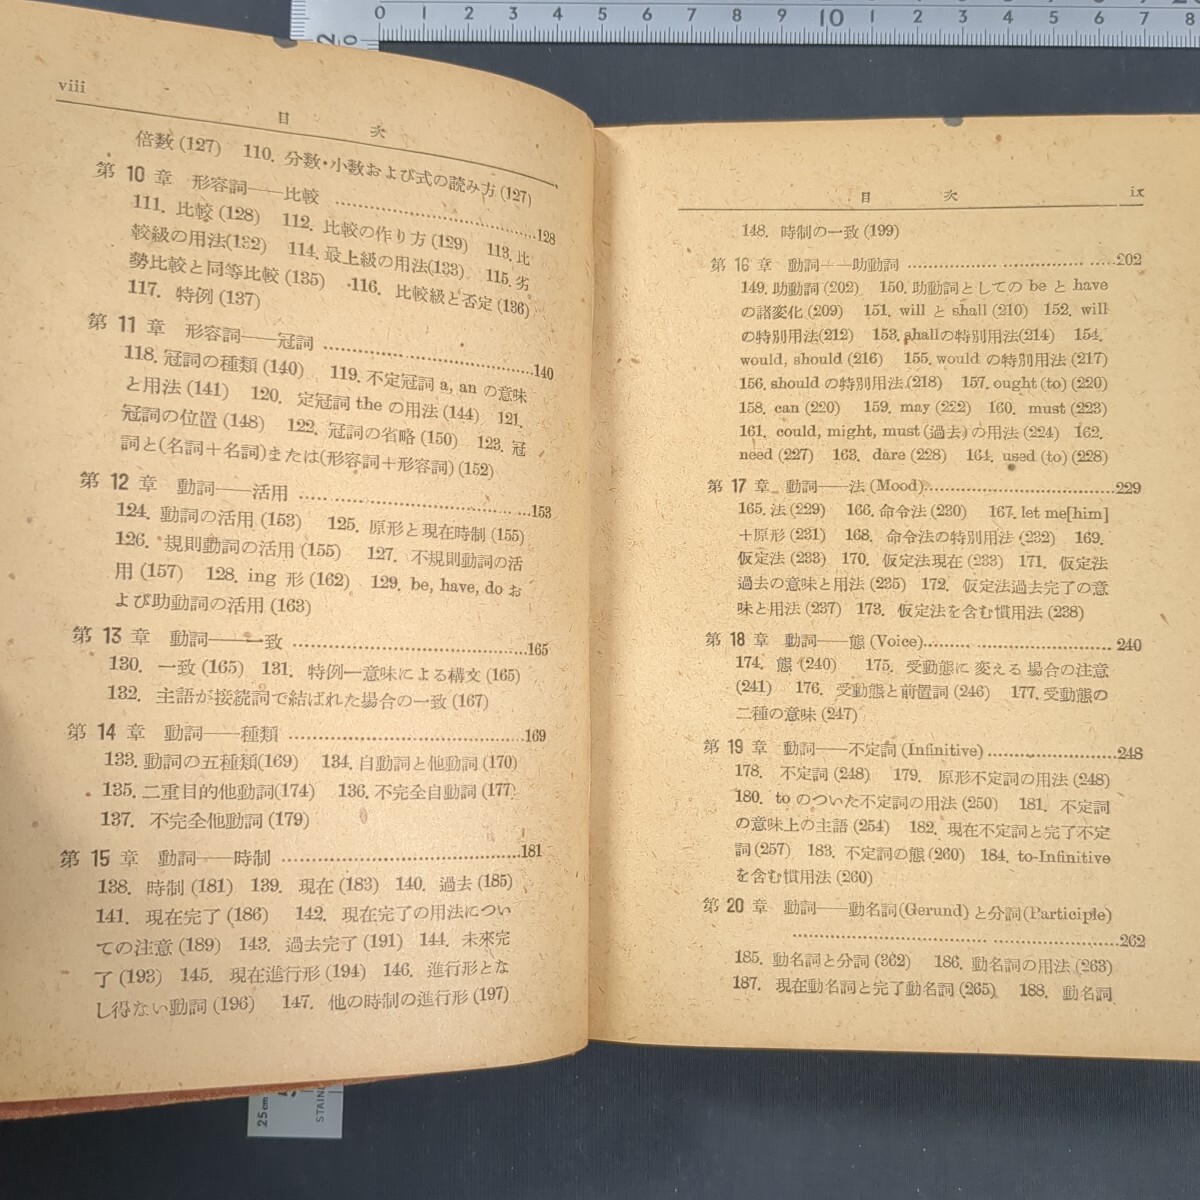 0 1 2 3 4 5 6 7 8 9 10 1 2 3 4 5 6 7 8
viii
目 次
倍数(127) 110. 分数・小数および式の読み方(127)
第10章 形容詞——比較 ……………………128
111. 比較(128) 112. 比較の作り方(129) 113. 比
較級の用法(132) 114. 最上級の用法(133) 115. 劣
勢比較と同等比較(135) 116. 比較級と否定(136)
117. 特例(137)
第11章 形容詞——冠詞 ……………………140
118. 冠詞の種類(140) 119. 不定冠詞 a, an の意味
と用法(141) 120. 定冠詞 the の用法(144) 121.
冠詞の位置(148) 122. 冠詞の省略(150) 123. 冠
詞と(名詞+名詞)または(形容詞+形容詞)(152)
第12章 動詞——活用 ……………………153
124. 動詞の活用(153) 125. 原形と現在時制(155)
126. 規則動詞の活用(155) 127. 不規則動詞の活
用(157) 128. ing 形(162) 129. be, have, do お
よび助動詞の活用(163)
第13章 動詞——一致 ……………………165
130. 一致(165) 131. 特例—意味による構文(165)
132. 主語が接続詞で結ばれた場合の一致(167)
第14章 動詞——種類 ……………………169
133. 動詞の五種類(169) 134. 自動詞と他動詞(170)
135. 二重目的他動詞(174) 136. 不完全自動詞(177)
137. 不完全他動詞(179)
第15章 動詞——時制 ……………………181
138. 時制(181) 139. 現在(183) 140. 過去(185)
141. 現在完了(186) 142. 現在完了の用法につい
ての注意(189) 143. 過去完了(191) 144. 未來完
了(193) 145. 現在進行形(194) 146. 進行形とな
し得ない動詞(196) 147. 他の時制の進行形(197)
目 次
ix
148. 時制の一致(199)
第16章 動詞——助動詞 ……………………202
149. 助動詞(202) 150. 助動詞としての be と have
の諸変化(209) 151. will と shall (210) 152. will
の特別用法(212) 153. shallの特別用法(214) 154.
would, should (216) 155. would の特別用法(217)
156. should の特別用法(218) 157. ought (to) (220)
158. can (220) 159. may (222) 160. must (223)
161. could, might, must (過去)の用法(224) 162.
need (227) 163. dare (228) 164. used (to) (228)
第17章 動詞——法(Mood)……………………229
165. 法(229) 166. 命令法(230) 167. let me[him]
+原形(231) 168. 命令法の特別用法(232) 169.
仮定法(233) 170. 仮定法現在(233) 171. 仮定法
過去の意味と用法(235) 172. 仮定法過去完了の意
味と用法(237) 173. 仮定法を含む慣用法(238)
第18章 動詞——態(Voice)……………………240
174. 態(240) 175. 受動態に変える場合の注意
(241) 176. 受動態と前置詞(246) 177. 受動態の
二種の意味(247)
第19章 動詞——不定詞(Infinitive)……………………248
178. 不定詞(248) 179. 原形不定詞の用法(248)
180. to のついた不定詞の用法(250) 181. 不定詞
の意味上の主語(254) 182. 現在不定詞と完了不定
詞(257) 183. 不定詞の態(260) 184. to-Infinitive
を含む慣用法(260)
第20章 動詞——動名詞(Gerund)と分詞(Participle)
……………………262
185. 動名詞と分詞(362) 186. 動名詞の用法(263)
187. 現在動名詞と完了動名詞(265) 188. 動名詞
25cm